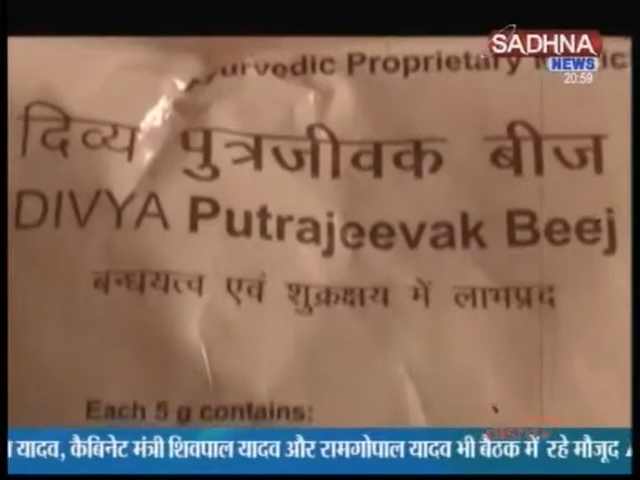 SADHNA
NEWS
20:59
Ayurvedic Proprietary
दिव्य पुत्रजीवक बीज
DIVYA Putrajeevak Beej
बन्धयत्व एवं शुक्रक्षय में लाभप्रद
Each 5 g contains:
यादव, कैबिनेट मंत्री शिवपाल यादव और रामगोपाल यादव भी बैठक में रहे मौजूद